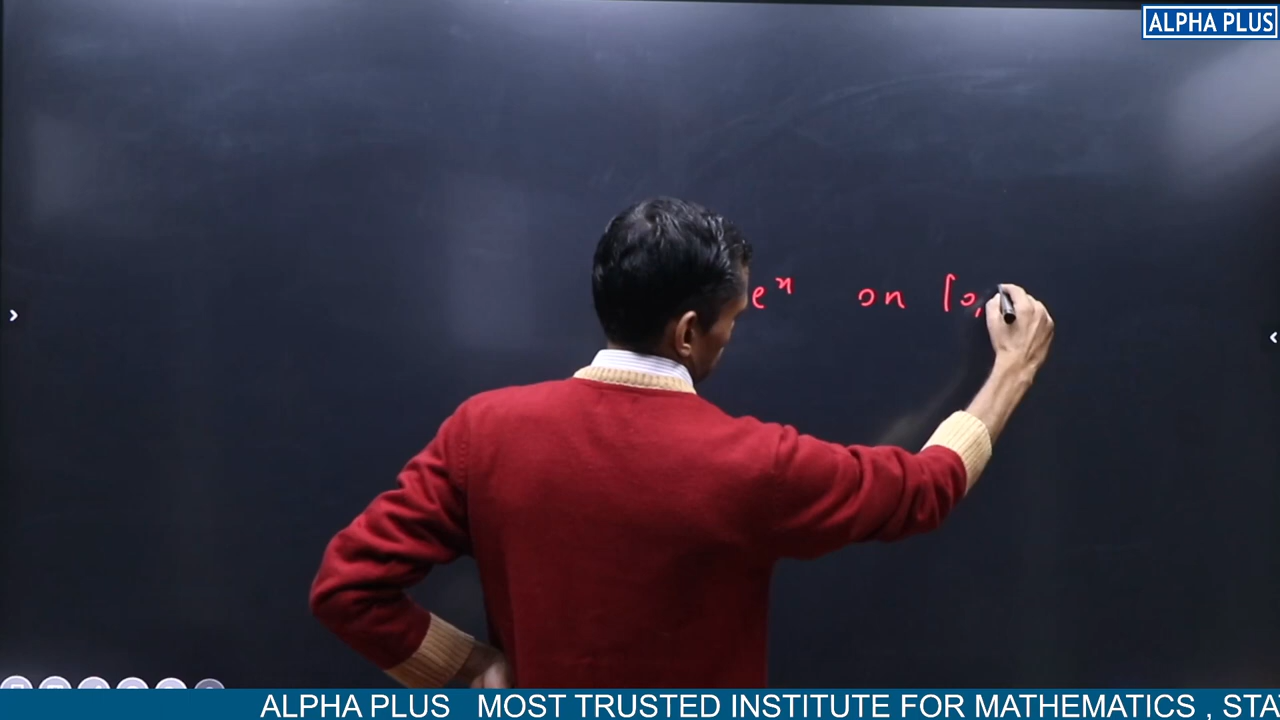 ALPHA PLUS
eˣ on [0,
ALPHA PLUS MOST TRUSTED INSTITUTE FOR MATHEMATICS , STA